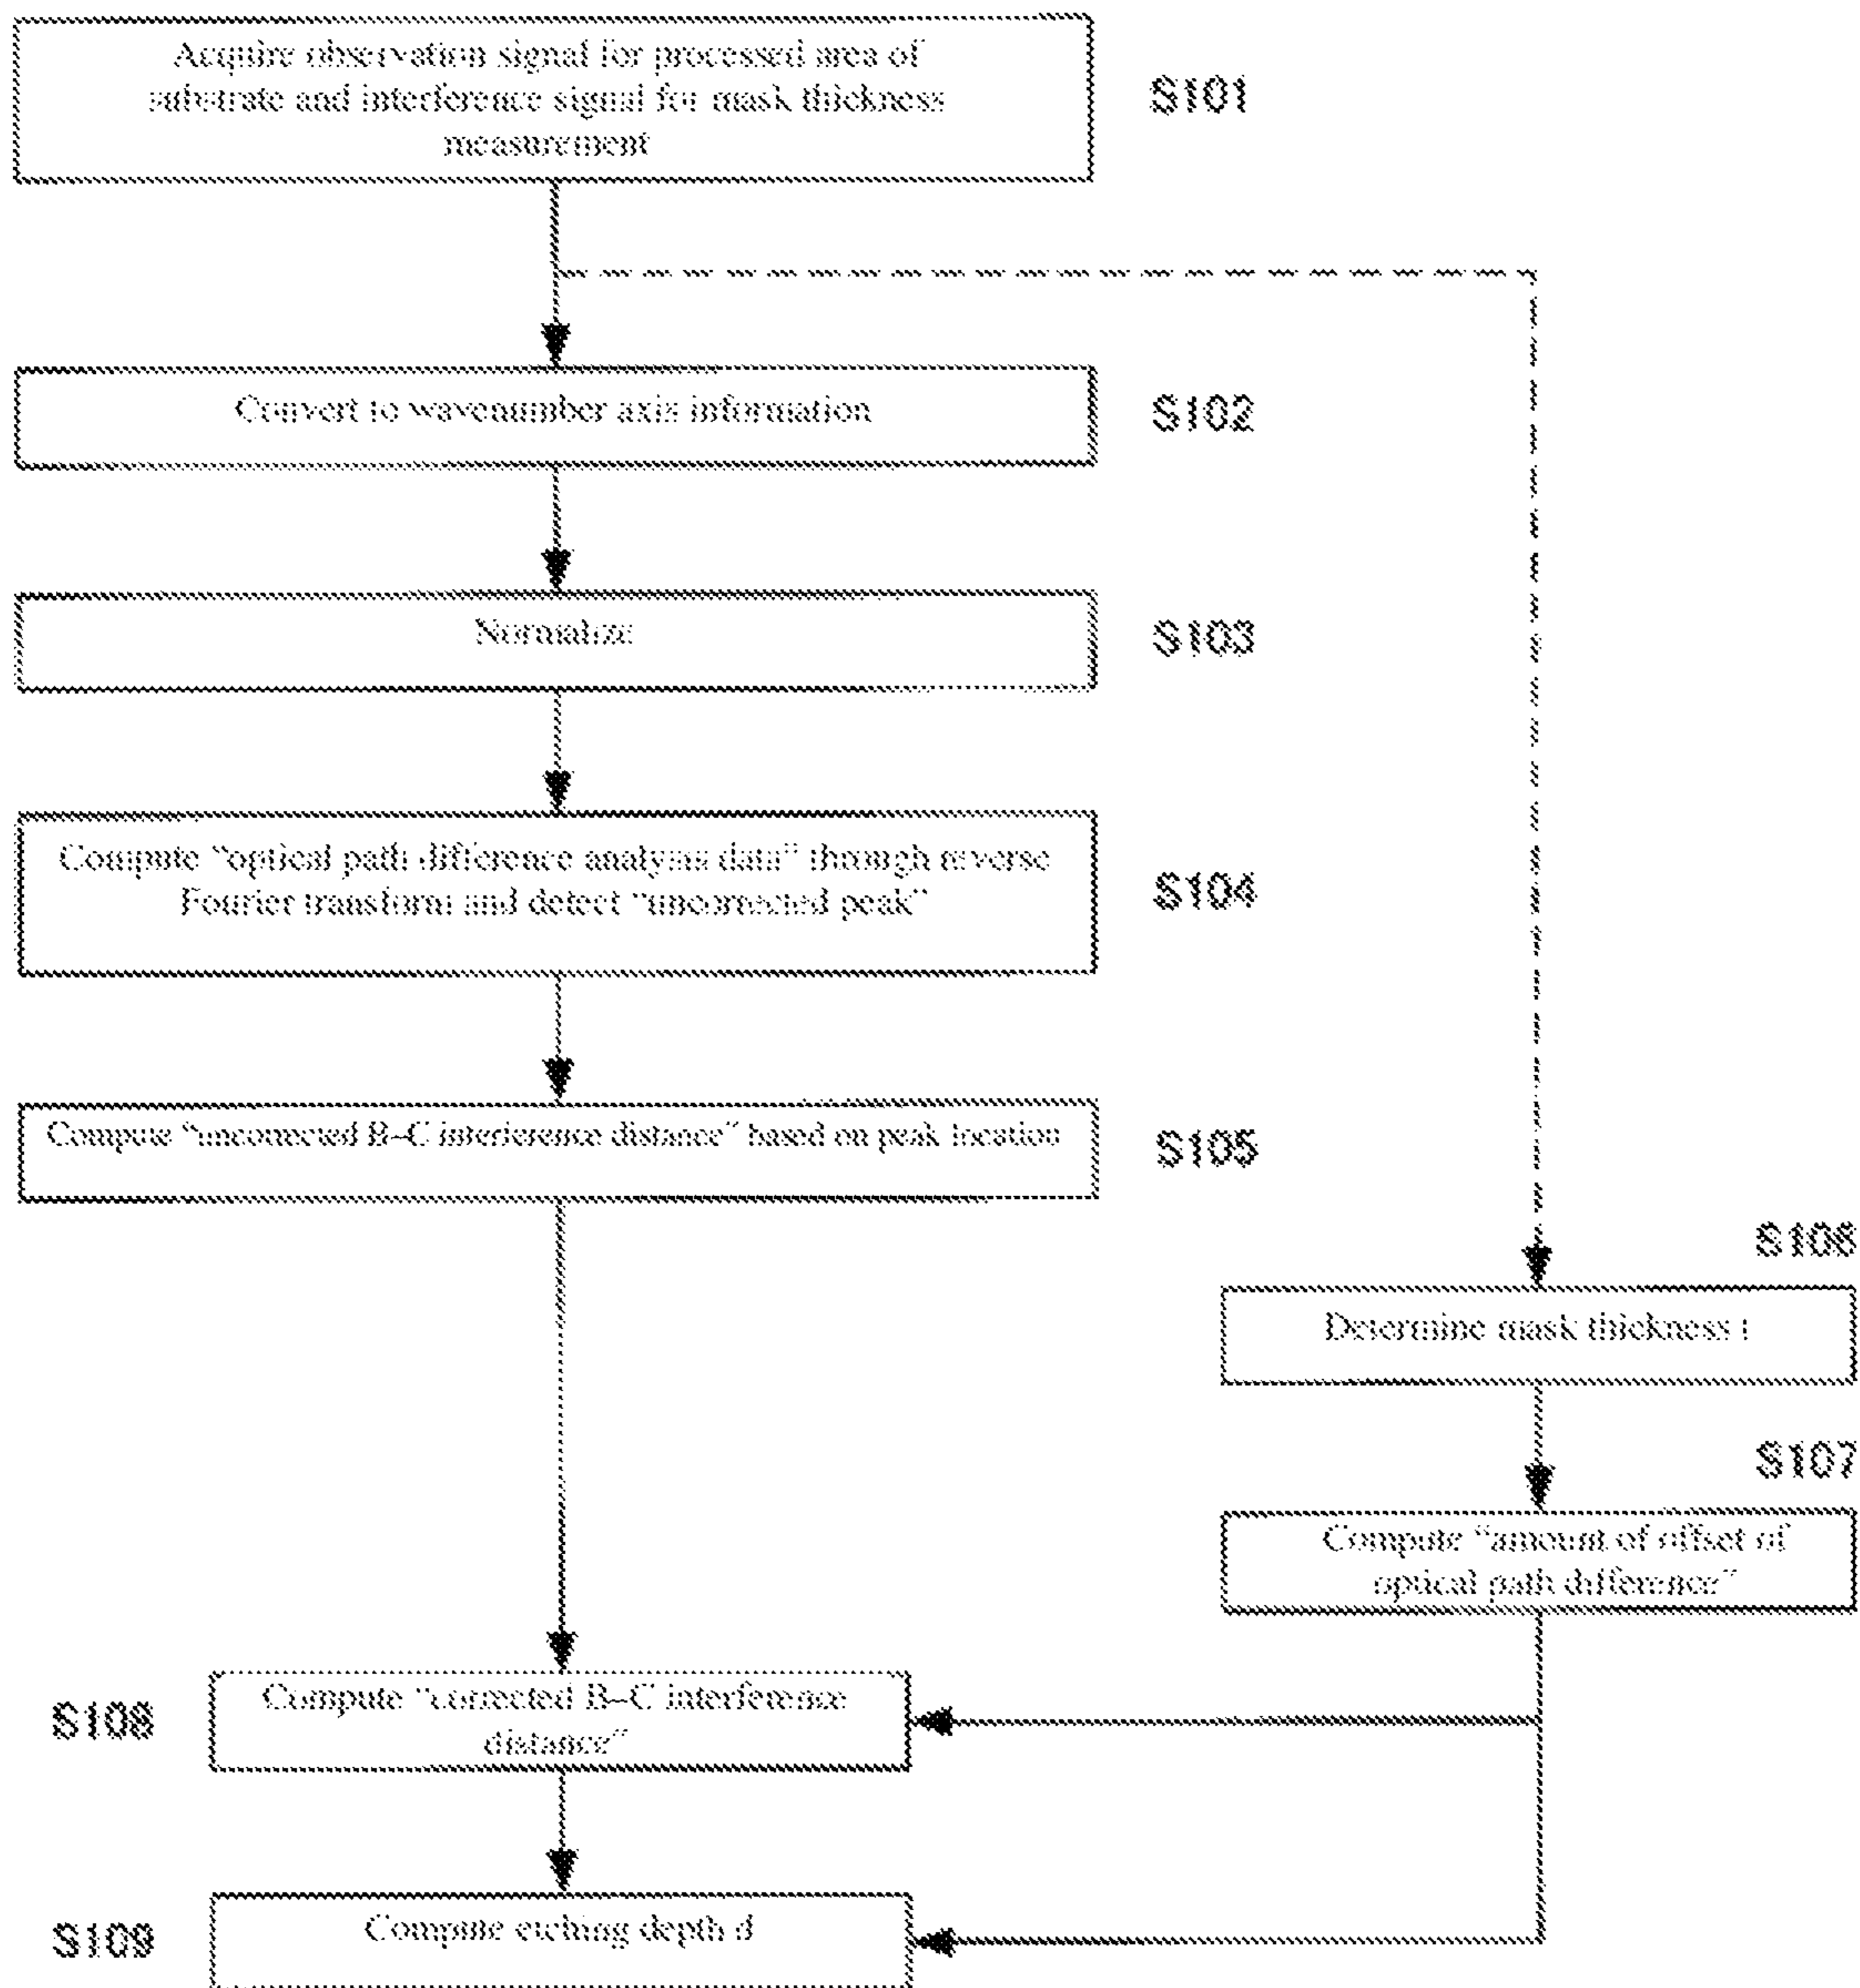 Acquire observation signal for processed area of
substrate and interference signal for mask thickness
measurement
S101
Convert to wavenumber axis information
S102
Normalize
S103
Compute “optical path difference analysis data” through reverse
Fourier transform and detect “uncorrected peak”
S104
Compute “uncorrected B–C interference distance” based on peak location
S105
S106
Determine mask thickness t
S107
Compute “amount of offset of
optical path difference”
S108
Compute “corrected B–C interference
distance”
S109
Compute etching depth d